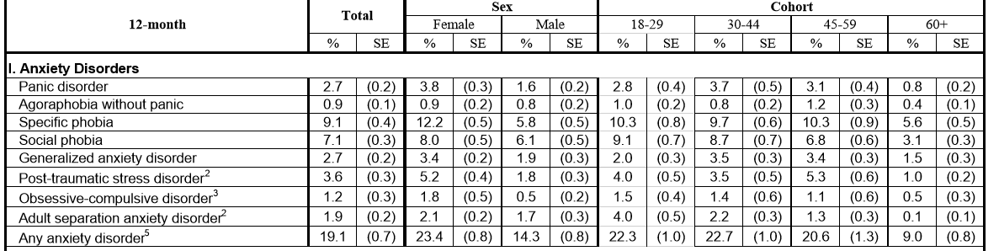 12-month Total Sex Cohort
Female Male 18-29 30-44 45-59 60+
% SE % SE % SE % SE % SE % SE % SE
I. Anxiety Disorders
Panic disorder 2.7 (0.2) 3.8 (0.3) 1.6 (0.2) 2.8 (0.4) 3.7 (0.5) 3.1 (0.4) 0.8 (0.2)
Agoraphobia without panic 0.9 (0.1) 0.9 (0.2) 0.8 (0.2) 1.0 (0.2) 0.8 (0.2) 1.2 (0.3) 0.4 (0.1)
Specific phobia 9.1 (0.4) 12.2 (0.5) 5.8 (0.5) 10.3 (0.8) 9.7 (0.6) 10.3 (0.9) 5.6 (0.5)
Social phobia 7.1 (0.3) 8.0 (0.5) 6.1 (0.5) 9.1 (0.7) 8.7 (0.7) 6.8 (0.6) 3.1 (0.3)
Generalized anxiety disorder 2.7 (0.2) 3.4 (0.2) 1.9 (0.3) 2.0 (0.3) 3.5 (0.3) 3.4 (0.3) 1.5 (0.3)
Post-traumatic stress disorder² 3.6 (0.3) 5.2 (0.4) 1.8 (0.3) 4.0 (0.5) 3.5 (0.5) 5.3 (0.6) 1.0 (0.2)
Obsessive-compulsive disorder³ 1.2 (0.3) 1.8 (0.5) 0.5 (0.2) 1.5 (0.4) 1.4 (0.6) 1.1 (0.6) 0.5 (0.3)
Adult separation anxiety disorder² 1.9 (0.2) 2.1 (0.2) 1.7 (0.3) 4.0 (0.5) 2.2 (0.3) 1.3 (0.3) 0.1 (0.1)
Any anxiety disorder⁵ 19.1 (0.7) 23.4 (0.8) 14.3 (0.8) 22.3 (1.0) 22.7 (1.0) 20.6 (1.3) 9.0 (0.8)